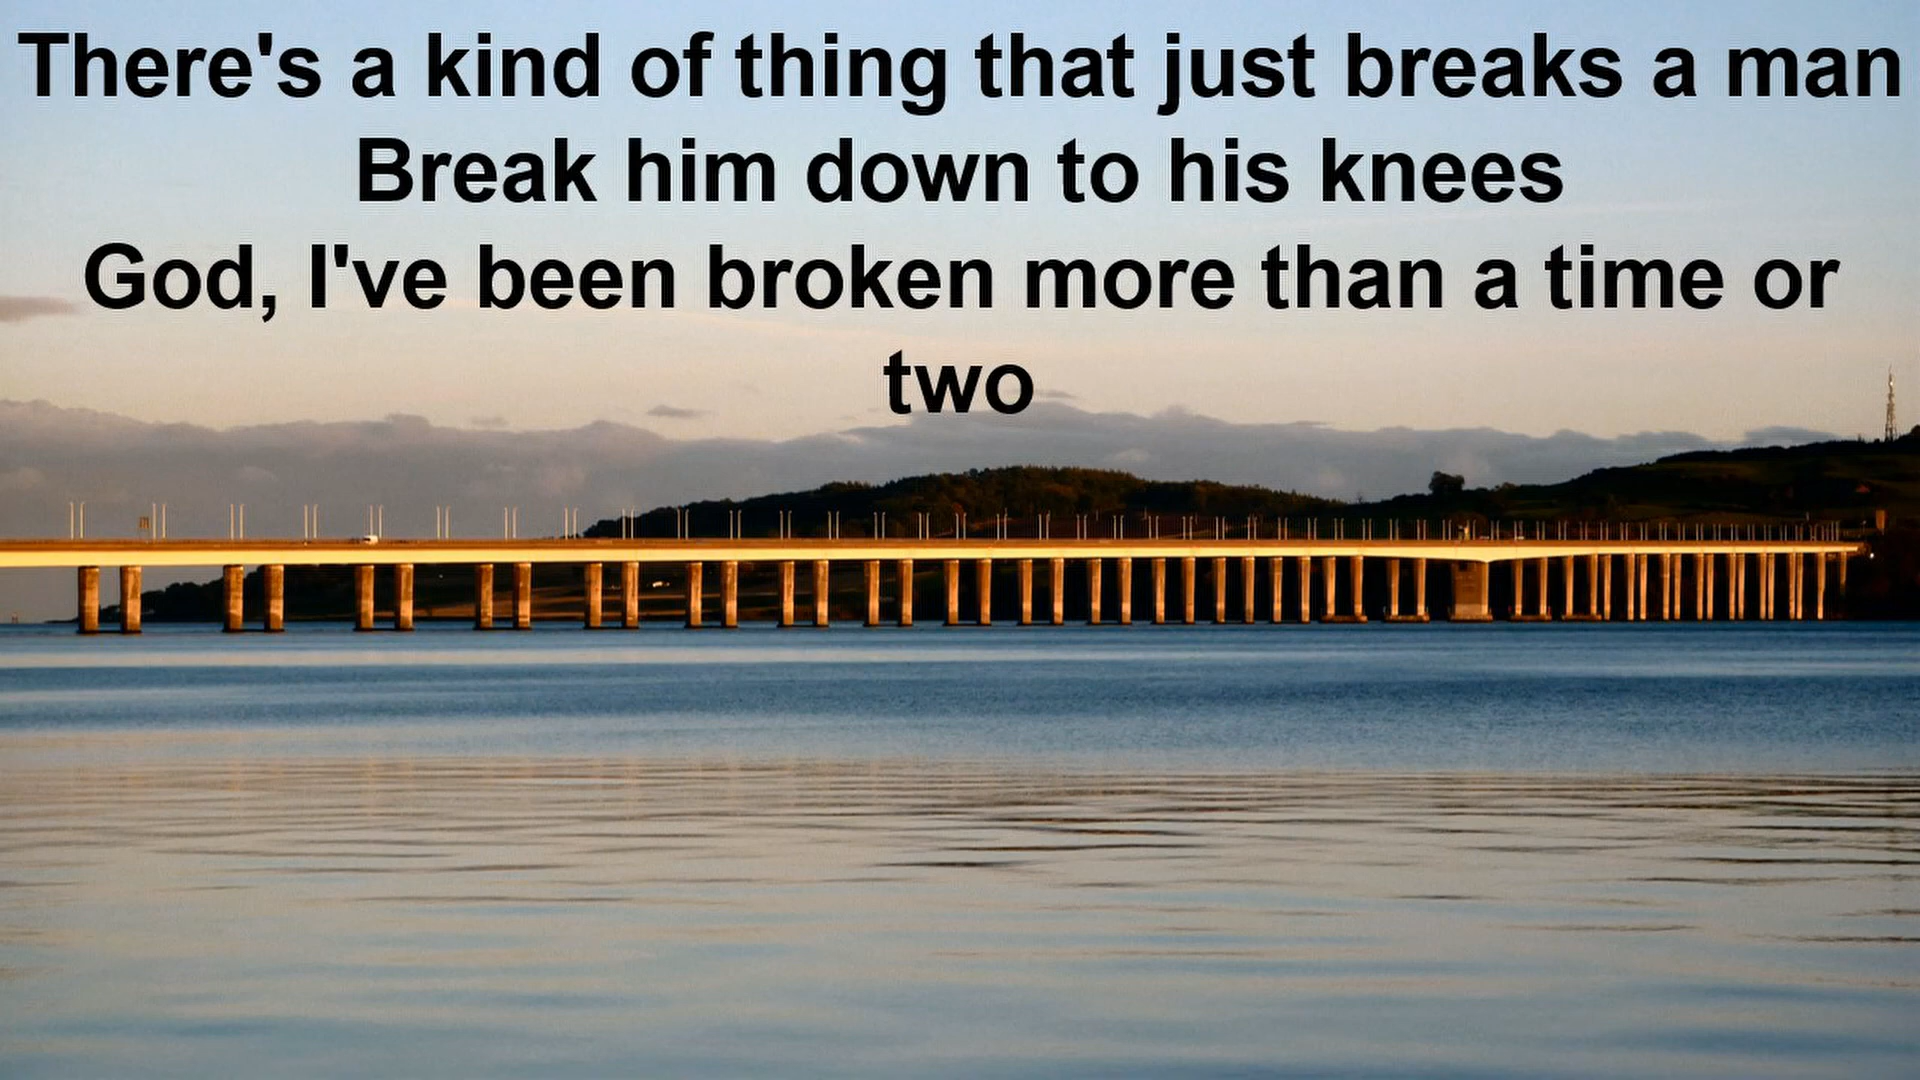 There's a kind of thing that just breaks a man
Break him down to his knees
God, I've been broken more than a time or
two